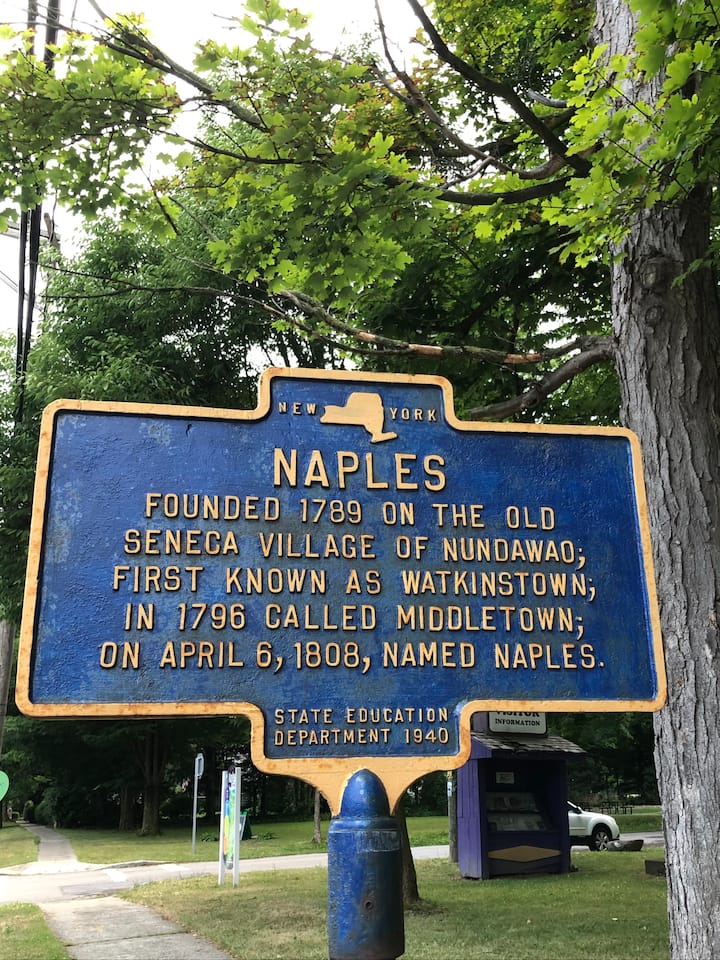 NEW YORK
NAPLES
FOUNDED 1789 ON THE OLD
SENECA VILLAGE OF NUNDAWAO;
FIRST KNOWN AS WATKINSTOWN;
IN 1796 CALLED MIDDLETOWN;
ON APRIL 6, 1808, NAMED NAPLES.
STATE EDUCATION
DEPARTMENT 1940
VISITOR
INFORMATION